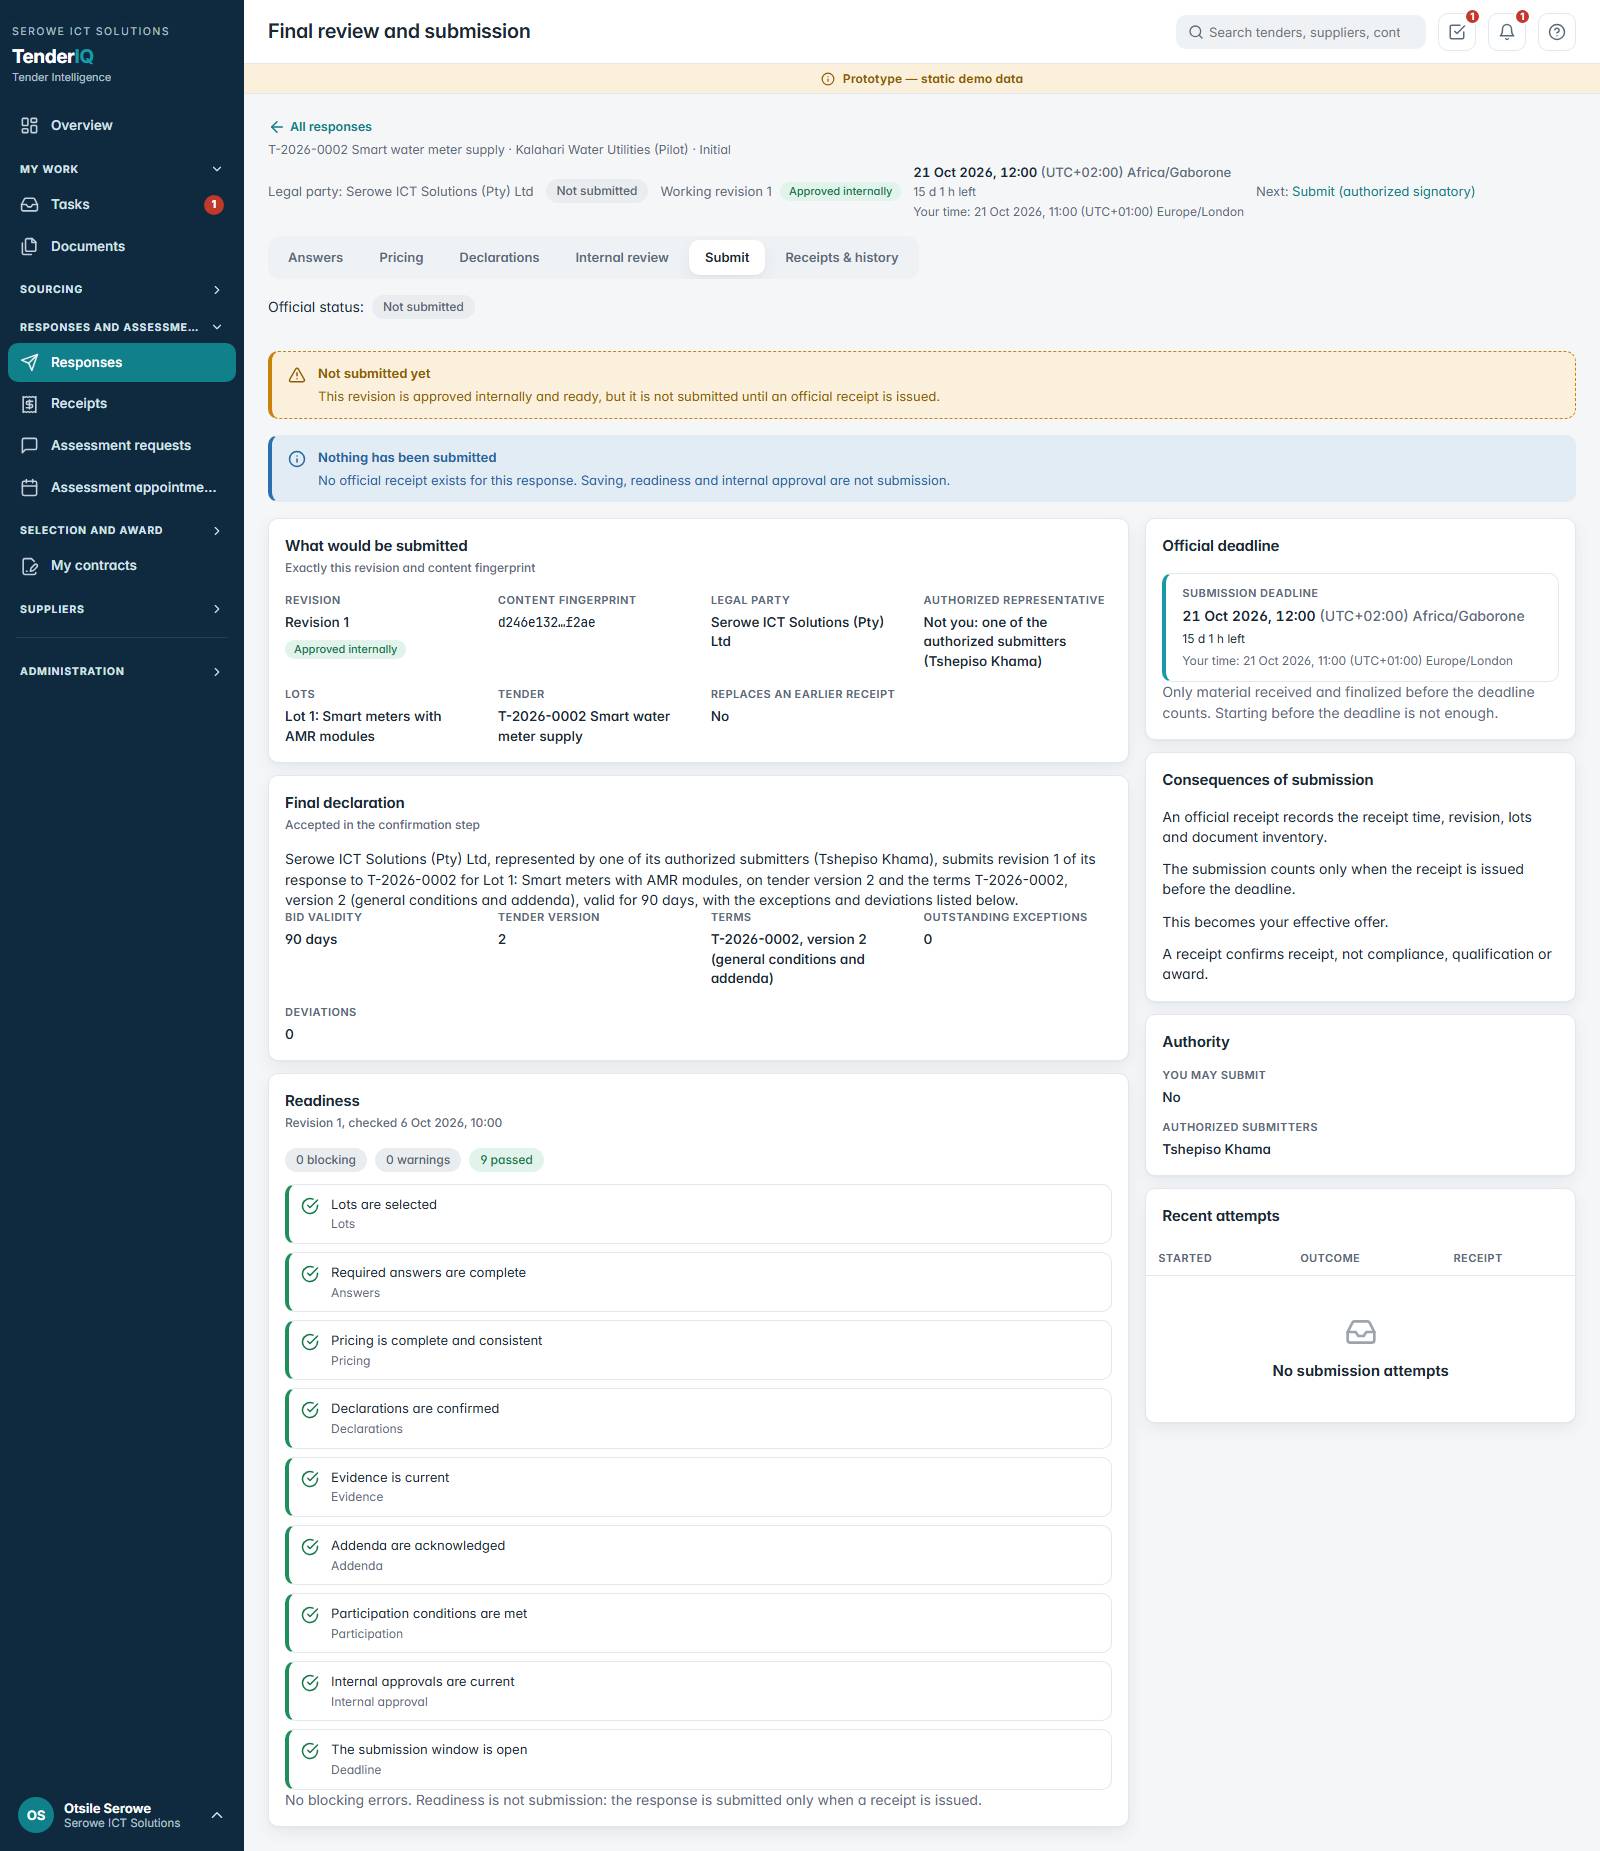 SEROWE ICT SOLUTIONS
TenderIQ
Tender Intelligence
Overview
MY WORK
Tasks 1
Documents
SOURCING
RESPONSES AND ASSESSME...
Responses
Receipts
Assessment requests
Assessment appointme...
SELECTION AND AWARD
My contracts
SUPPLIERS
ADMINISTRATION
OS
Otsile Serowe
Serowe ICT Solutions
Final review and submission
Search tenders, suppliers, cont
1
1
Prototype — static demo data
All responses
T-2026-0002 Smart water meter supply · Kalahari Water Utilities (Pilot) · Initial
Legal party: Serowe ICT Solutions (Pty) Ltd Not submitted Working revision 1 Approved internally
21 Oct 2026, 12:00 (UTC+02:00) Africa/Gaborone
15 d 1 h left
Your time: 21 Oct 2026, 11:00 (UTC+01:00) Europe/London
Next: Submit (authorized signatory)
Answers Pricing Declarations Internal review Submit Receipts & history
Official status: Not submitted
Not submitted yet
This revision is approved internally and ready, but it is not submitted until an official receipt is issued.
Nothing has been submitted
No official receipt exists for this response. Saving, readiness and internal approval are not submission.
What would be submitted
Exactly this revision and content fingerprint
REVISION
Revision 1
Approved internally
CONTENT FINGERPRINT
d246e132…f2ae
LEGAL PARTY
Serowe ICT Solutions (Pty)
Ltd
AUTHORIZED REPRESENTATIVE
Not you: one of the
authorized submitters
(Tshepiso Khama)
LOTS
Lot 1: Smart meters with
AMR modules
TENDER
T-2026-0002 Smart water
meter supply
REPLACES AN EARLIER RECEIPT
No
Final declaration
Accepted in the confirmation step
Serowe ICT Solutions (Pty) Ltd, represented by one of its authorized submitters (Tshepiso Khama), submits revision 1 of its
response to T-2026-0002 for Lot 1: Smart meters with AMR modules, on tender version 2 and the terms T-2026-0002,
version 2 (general conditions and addenda), valid for 90 days, with the exceptions and deviations listed below.
BID VALIDITY
90 days
TENDER VERSION
2
TERMS
T-2026-0002, version 2
(general conditions and
addenda)
OUTSTANDING EXCEPTIONS
0
DEVIATIONS
0
Readiness
Revision 1, checked 6 Oct 2026, 10:00
0 blocking 0 warnings 9 passed
Lots are selected
Lots
Required answers are complete
Answers
Pricing is complete and consistent
Pricing
Declarations are confirmed
Declarations
Evidence is current
Evidence
Addenda are acknowledged
Addenda
Participation conditions are met
Participation
Internal approvals are current
Internal approval
The submission window is open
Deadline
No blocking errors. Readiness is not submission: the response is submitted only when a receipt is issued.
Official deadline
SUBMISSION DEADLINE
21 Oct 2026, 12:00 (UTC+02:00) Africa/Gaborone
15 d 1 h left
Your time: 21 Oct 2026, 11:00 (UTC+01:00) Europe/London
Only material received and finalized before the deadline
counts. Starting before the deadline is not enough.
Consequences of submission
An official receipt records the receipt time, revision, lots
and document inventory.
The submission counts only when the receipt is issued
before the deadline.
This becomes your effective offer.
A receipt confirms receipt, not compliance, qualification or
award.
Authority
YOU MAY SUBMIT
No
AUTHORIZED SUBMITTERS
Tshepiso Khama
Recent attempts
STARTED OUTCOME RECEIPT
No submission attempts